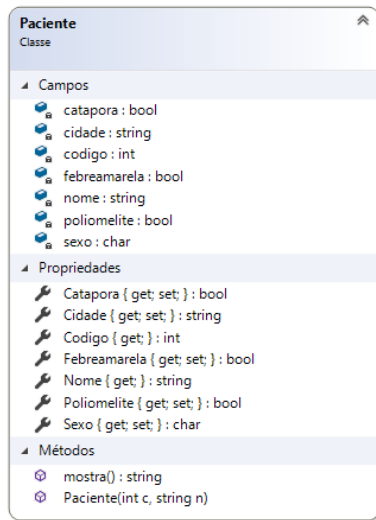 Paciente
Classe
Campos
catapora : bool
cidade : string
codigo : int
febreamarela : bool
nome : string
poliomelite : bool
sexo : char
Propriedades
Catapora { get; set; } : bool
Cidade { get; set; } : string
Codigo { get; } : int
Febreamarela { get; set; } : bool
Nome { get; } : string
Poliomelite { get; set; } : bool
Sexo { get; set; } : char
Métodos
mostra() : string
Paciente(int c, string n)